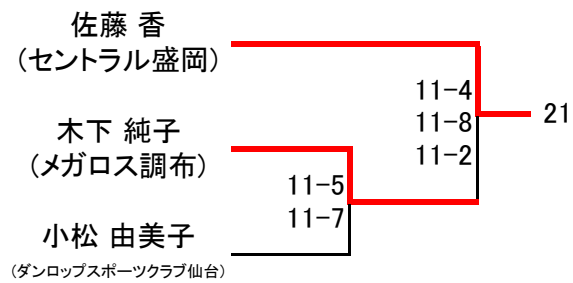 佐藤 香
(セントラル盛岡)
11-4
11-8
11-2
21
木下 純子
(メガロス調布)
11-5
11-7
小松 由美子
(ダンロップスポーツクラブ仙台)